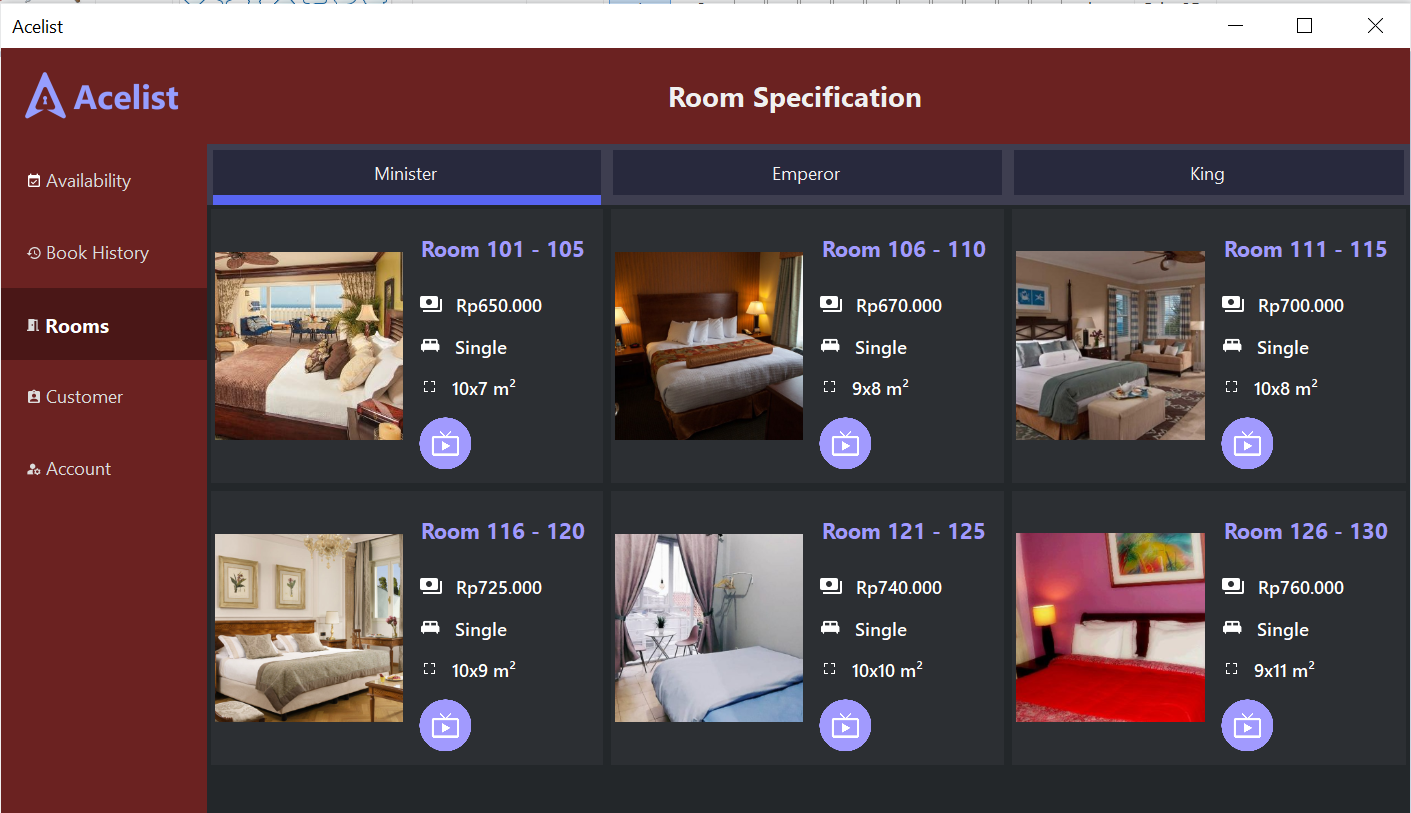 Acelist
Acelist
Room Specification
Availability
Book History
Rooms
Customer
Account
Minister
Emperor
King
Room 101 - 105
Rp650.000
Single
10x7 m²
Room 106 - 110
Rp670.000
Single
9x8 m²
Room 111 - 115
Rp700.000
Single
10x8 m²
Room 116 - 120
Rp725.000
Single
10x9 m²
Room 121 - 125
Rp740.000
Single
10x10 m²
Room 126 - 130
Rp760.000
Single
9x11 m²